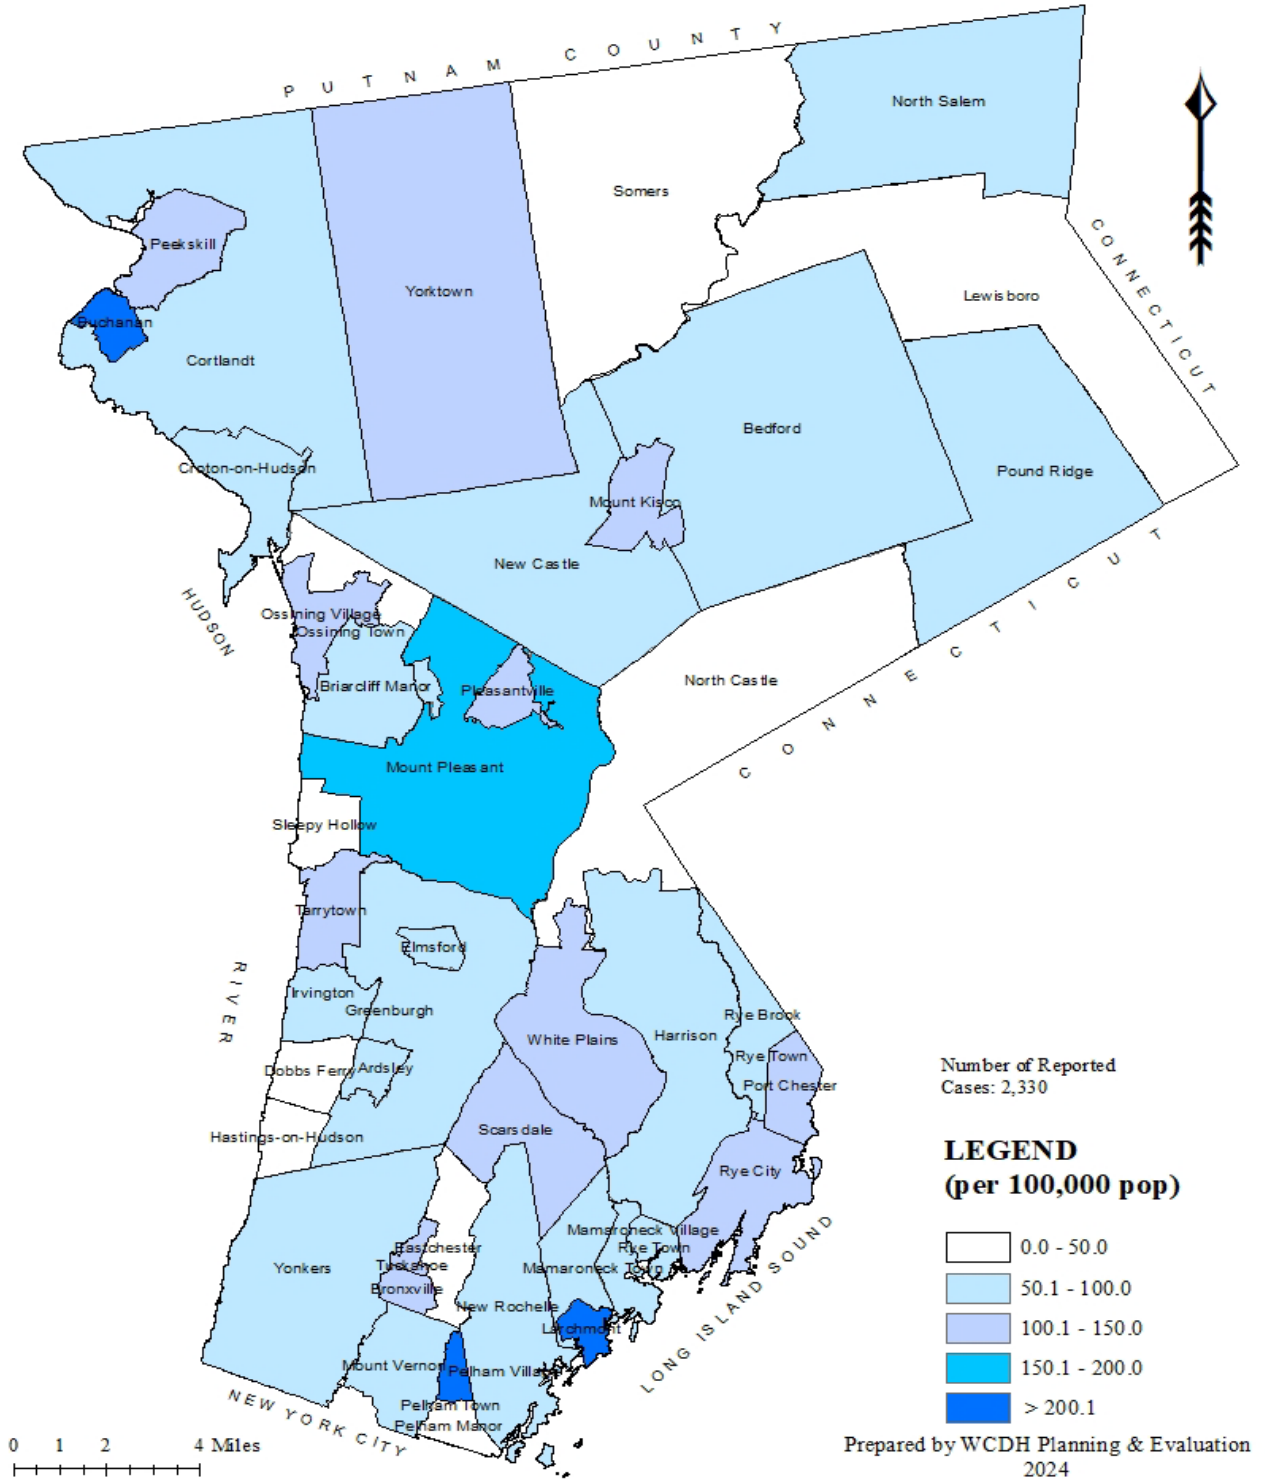 PUTNAM COUNTY
North Salem
Somers
CONNECTICUT
Peekskill
Yorktown
Lewisboro
Buchanan
Cortlandt
Bedford
Croton-on-Hudson
Pound Ridge
Mount Kisco
New Castle
HUDSON
Ossining Village
Ossining Town
CONNECTICUT
Briarcliff Manor
Pleasantville
North Castle
Mount Pleasant
Sleepy Hollow
Tarrytown
Elmsford
RIVER
Irvington
Greenburgh
Rye Brook
White Plains
Harrison
Rye Town
Dobbs Ferry
Ardsley
Port Chester
Number of Reported
Cases: 2,330
Scarsdale
Hastings-on-Hudson
LEGEND
(per 100,000 pop)
Rye City
Mamaroneck Village
Eastchester
Rye Town
0.0 - 50.0
Yonkers
Tuckahoe
Mamaroneck Town
Bronxville
50.1 - 100.0
New Rochelle
LONG ISLAND SOUND
Larchmont
100.1 - 150.0
Mount Vernon
Pelham Village
150.1 - 200.0
NEW YORK CITY
Pelham Town
> 200.1
Pelham Manor
0 1 2 4 Miles
Prepared by WCDH Planning & Evaluation
2024